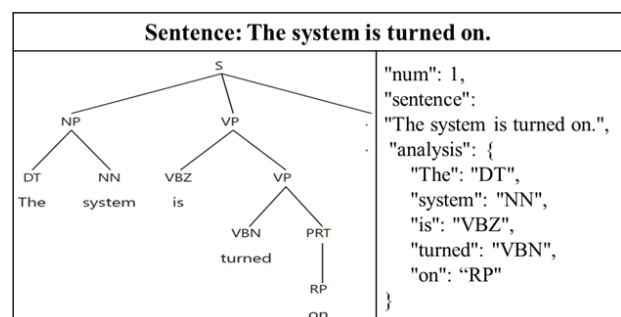 Sentence: The system is turned on.
S
NP VP .
DT NN VBZ VP .
The system is
VBN PRT
turned
RP
on
"num": 1,
"sentence":
"The system is turned on.",
"analysis": {
"The": "DT",
"system": "NN",
"is": "VBZ",
"turned": "VBN",
"on": “RP"
}